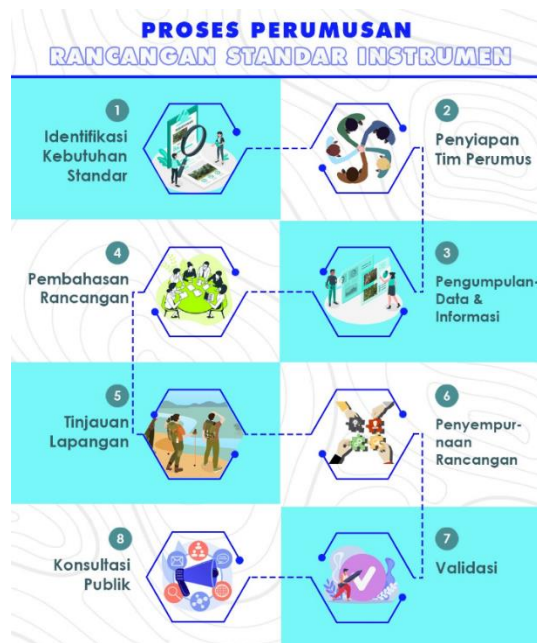 PROSES PERUMUSAN
RANCANGAN STANDAR INSTRUMEN
1
Identifikasi
Kebutuhan
Standar
2
Penyiapan
Tim Perumus
3
Pengumpulan-
Data &
Informasi
4
Pembahasan
Rancangan
5
Tinjauan
Lapangan
6
Penyempur-
naan
Rancangan
7
Validasi
8
Konsultasi
Publik